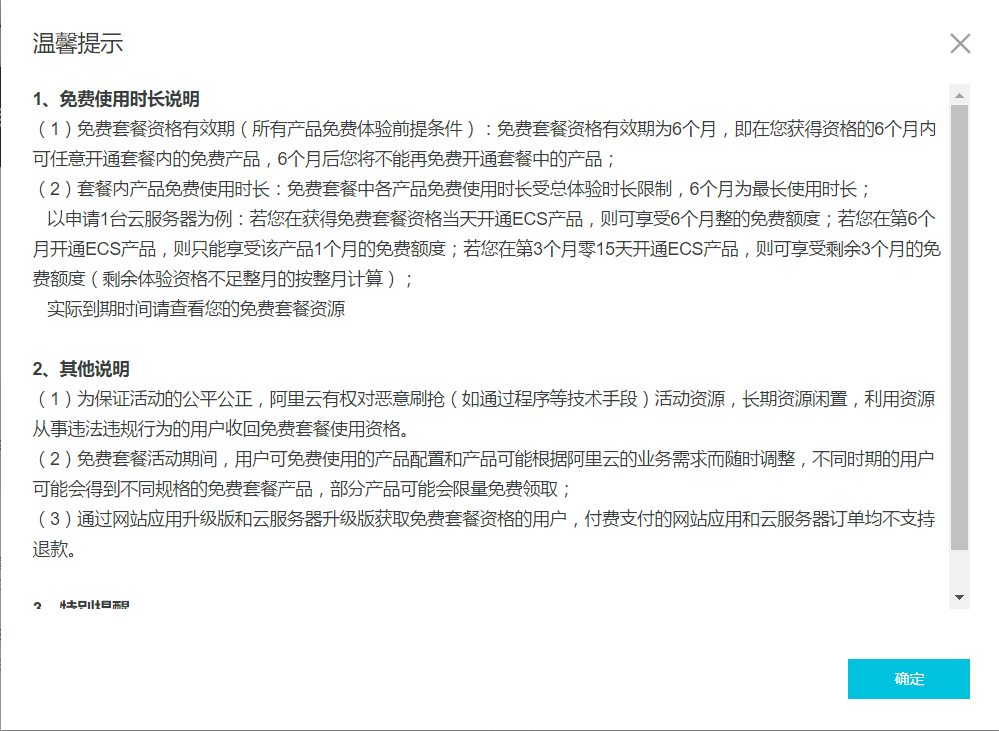 温馨提示
1、免费使用时长说明
（1）免费套餐资格有效期（所有产品免费体验前提条件）：免费套餐资格有效期为6个月，即在您获得资格的6个月内
可任意开通套餐内的免费产品，6个月后您将不能再免费开通套餐中的产品；
（2）套餐内产品免费使用时长：免费套餐中各产品免费使用时长受总体验时长限制，6个月为最长使用时长；
以申请1台云服务器为例：若您在获得免费套餐资格当天开通ECS产品，则可享受6个月整的免费额度；若您在第6个
月开通ECS产品，则只能享受该产品1个月的免费额度；若您在第3个月零15天开通ECS产品，则可享受剩余3个月的免
费额度（剩余体验资格不足整月的按整月计算）；
实际到期时间请查看您的免费套餐资源
2、其他说明
（1）为保证活动的公平公正，阿里云有权对恶意刷抢（如通过程序等技术手段）活动资源，长期资源闲置，利用资源
从事违法违规行为的用户收回免费套餐使用资格。
（2）免费套餐活动期间，用户可免费使用的产品配置和产品可能根据阿里云的业务需求而随时调整，不同时期的用户
可能会得到不同规格的免费套餐产品，部分产品可能会限量免费领取；
（3）通过网站应用升级版和云服务器升级版获取免费套餐资格的用户，付费支付的网站应用和云服务器订单均不支持
退款。
3、特别提醒
确定